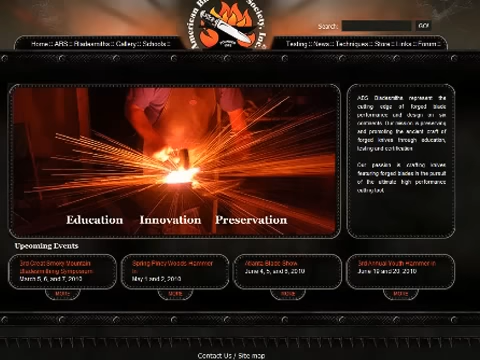 American Bladesmith Society, Inc.
Search:
GO!
Home :: ABS :: Bladesmiths :: Gallery :: Schools ::
Testing :: News :: Techniques :: Store :: Links :: Forum ::
ABS Bladesmiths represent the
cutting edge of forged blade
performance and design on six
continents. Our mission is preserving
and promoting the ancient craft of
forged knives through education,
testing and certification.
Our passion is crafting knives
featuring forged blades in the pursuit
of the ultimate high performance
cutting tool.
Education Innovation Preservation
Upcoming Events
3rd Great Smoky Mountain
Bladesmithing Symposium
March 5, 6, and 7, 2010
MORE
Spring Piney Woods Hammer
In
May 1 and 2, 2010
MORE
Atlanta Blade Show
June 4, 5, and 6, 2010
MORE
3rd Annual Youth Hammer In
June 19 and 20, 2010
MORE
Contact Us / Site map